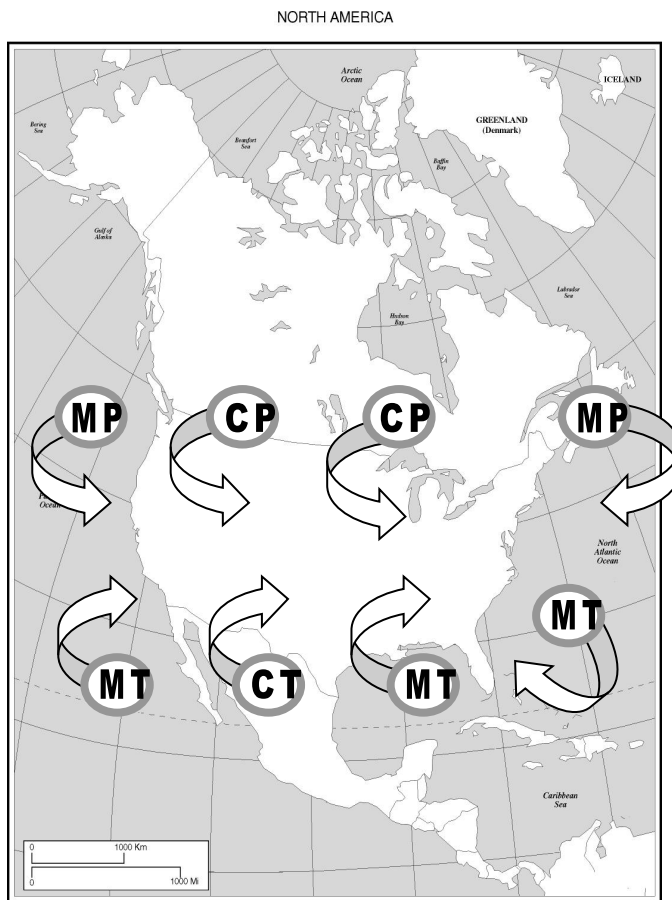 NORTH AMERICA
Arctic
Ocean
ICELAND
GREENLAND
(Denmark)
Bering
Sea
Beaufort
Sea
Baffin
Bay
Gulf of
Alaska
Labrador
Sea
Hudson
Bay
MP
CP
CP
MP
Ocean
North
Atlantic
Ocean
MT
MT
CT
MT
Caribbean
Sea
0
1000 Km
0
1000 Mi